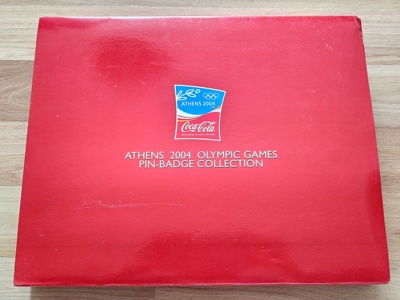 ATHENS 2004
Coca-Cola
ATHENS 2004 OLYMPIC GAMES
PIN-BADGE COLLECTION